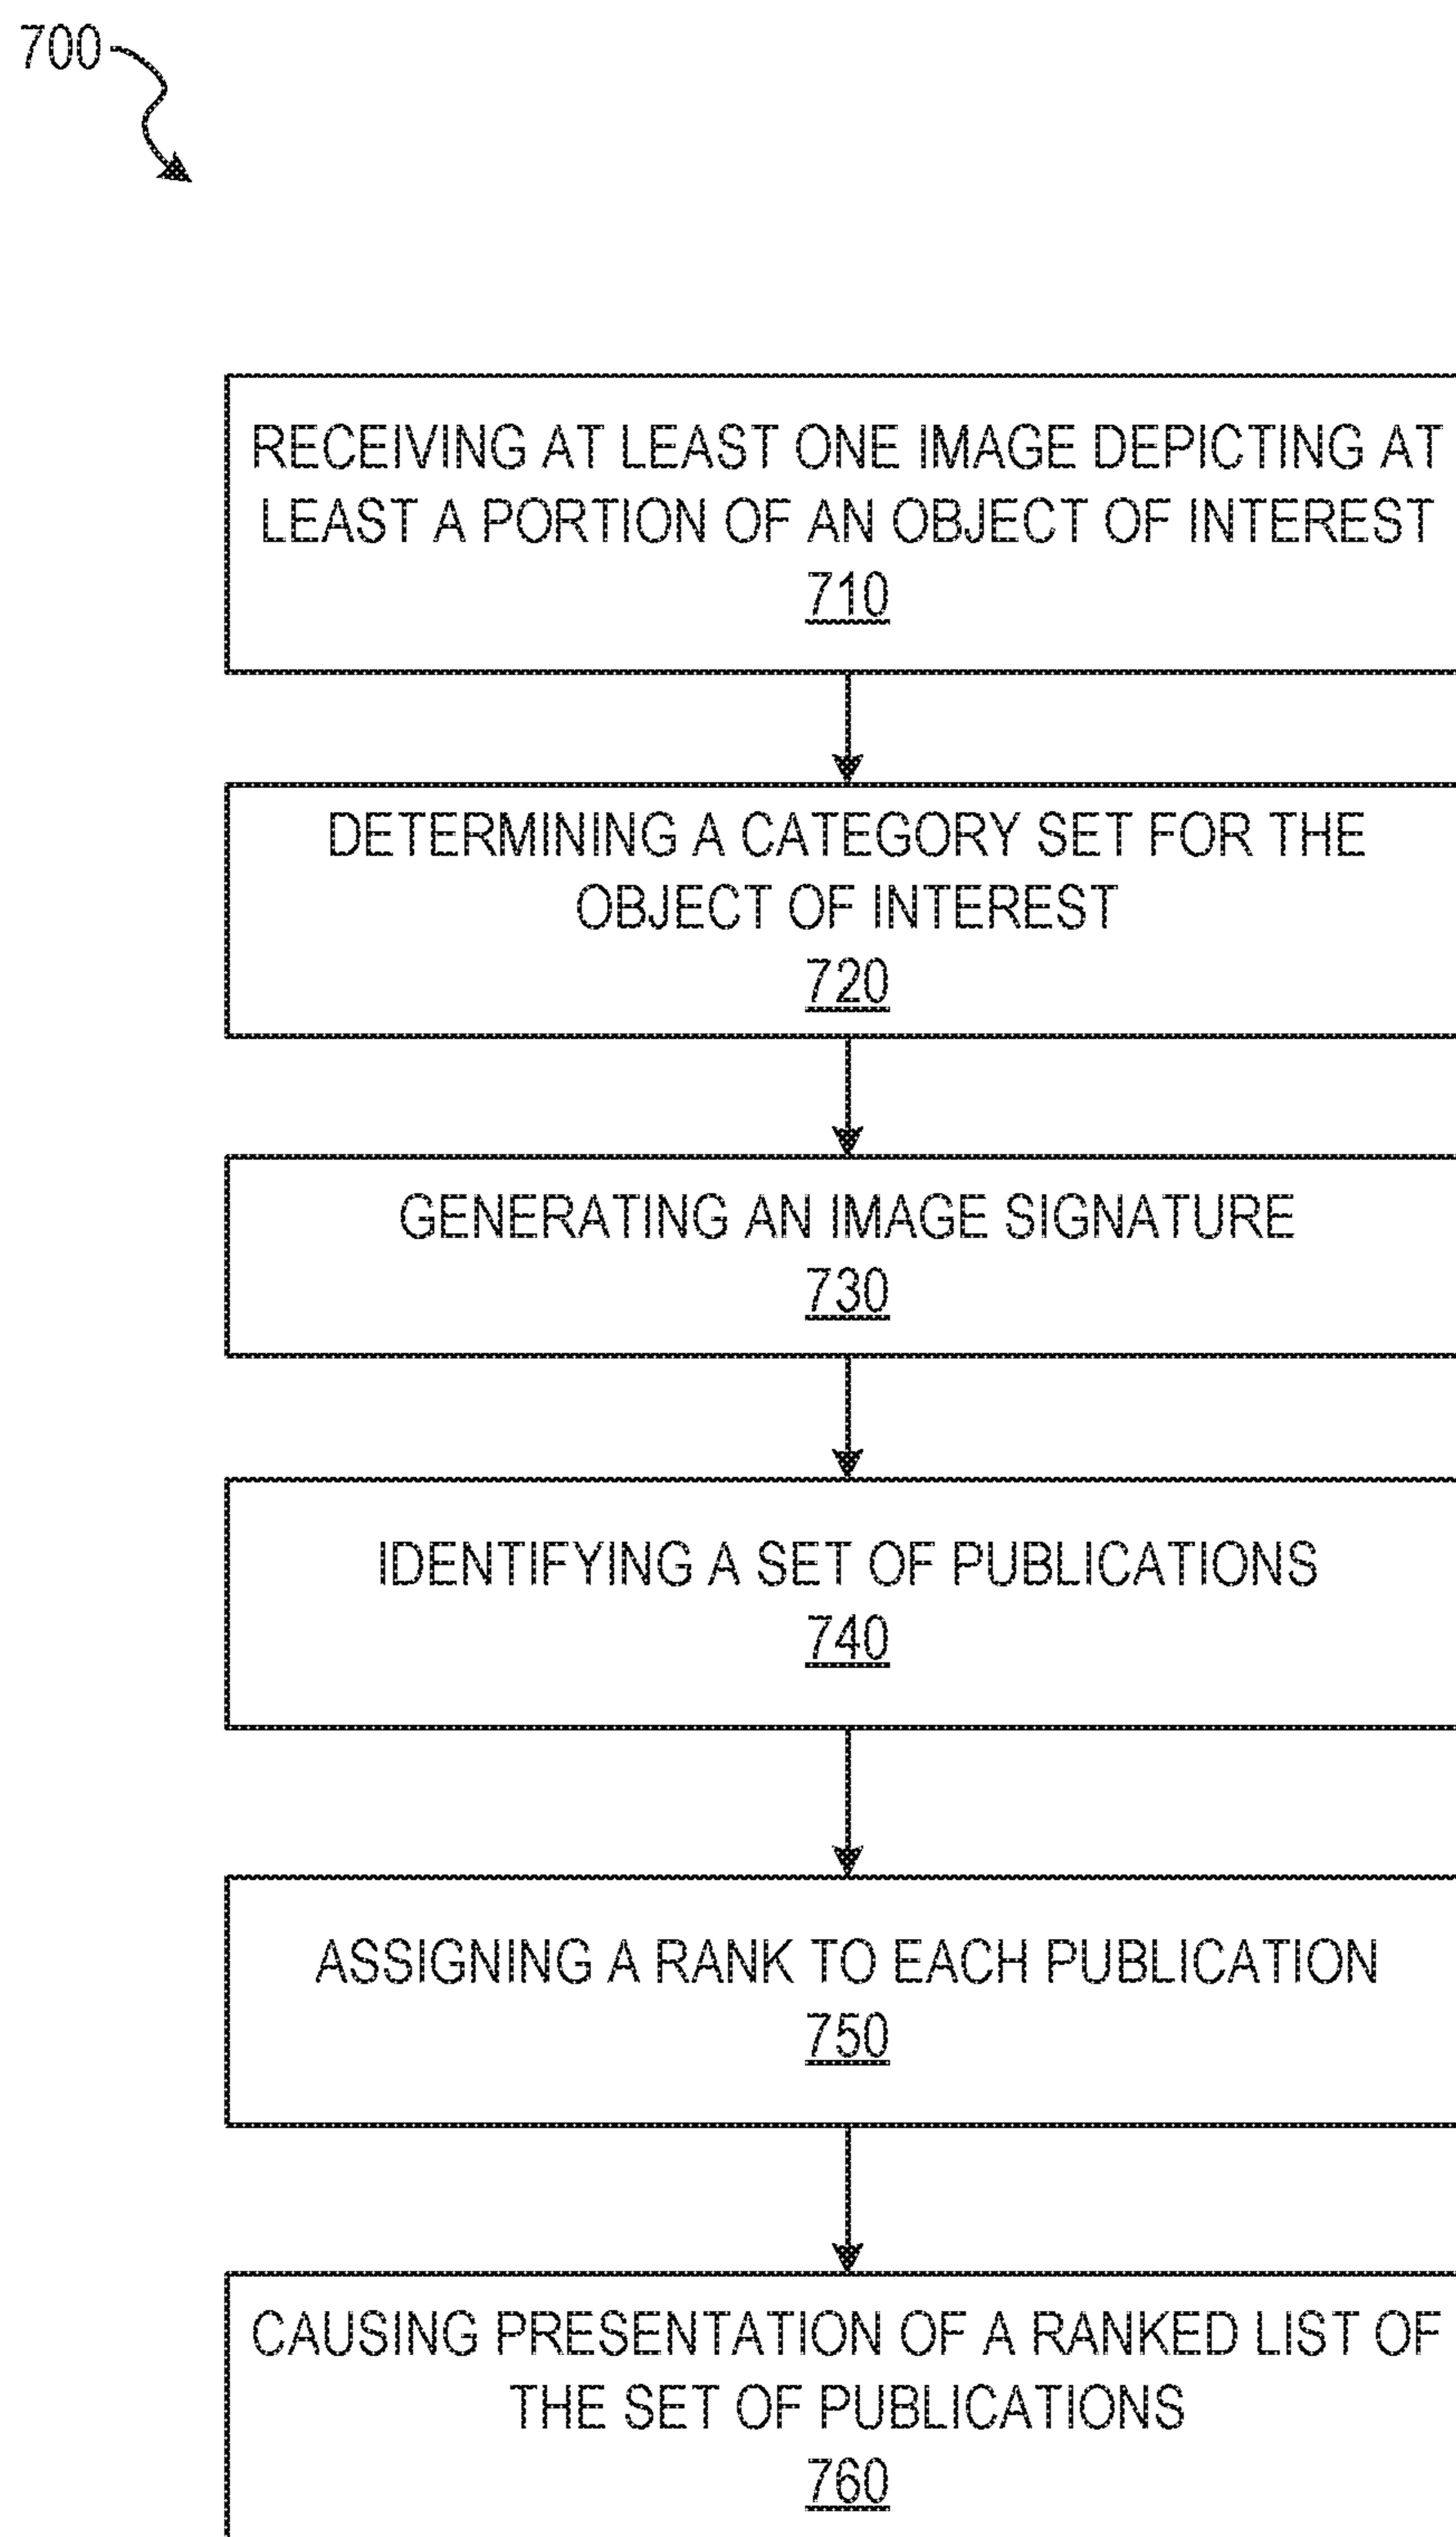 700
RECEIVING AT LEAST ONE IMAGE DEPICTING AT
LEAST A PORTION OF AN OBJECT OF INTEREST
710
DETERMINING A CATEGORY SET FOR THE
OBJECT OF INTEREST
720
GENERATING AN IMAGE SIGNATURE
730
IDENTIFYING A SET OF PUBLICATIONS
740
ASSIGNING A RANK TO EACH PUBLICATION
750
CAUSING PRESENTATION OF A RANKED LIST OF
THE SET OF PUBLICATIONS
760